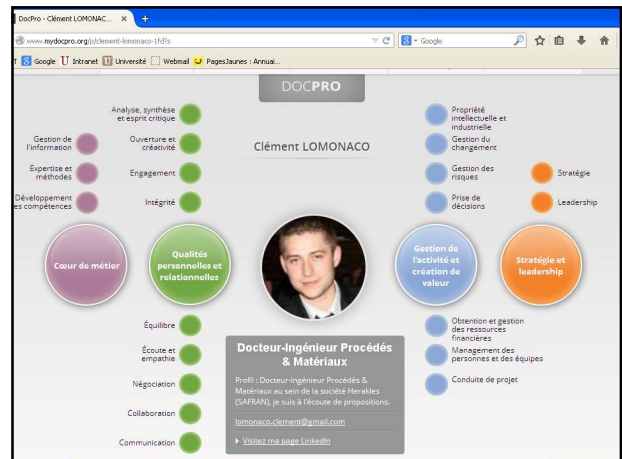 DocPro - Clément LOMONAC...
www.mydocpro.org/p/clement-lomonaco-1fd?s
Google
Google
Intranet
Université
Webmail
PagesJaunes : Annuai...
DOCPRO
Clément LOMONACO
Gestion de
l'information
Expertise et
méthodes
Développement
es compétences
Cœur de métier
Analyse, synthèse
et esprit critique
Ouverture et
créativité
Engagement
Intégrité
Qualités
personnelles et
relationnelles
Équilibre
Écoute et
empathie
Négociation
Collaboration
Communication
Docteur-Ingénieur Procédés
& Matériaux
Profil : Docteur-Ingénieur Procédés &
Matériaux au sein de la société Herakles
(SAFRAN), je suis à l'écoute de propositions.
lomonaco.clement@gmail.com
Visitez ma page LinkedIn
Propriété
intellectuelle et
industrielle
Gestion du
changement
Gestion des
risques
Prise de
décisions
Gestion de
l'activité et
création de
valeur
Obtention et gestion
des ressources
financières
Management des
personnes et des équipes
Conduite de projet
Stratégie
Leadership
Stratégie et
leadership